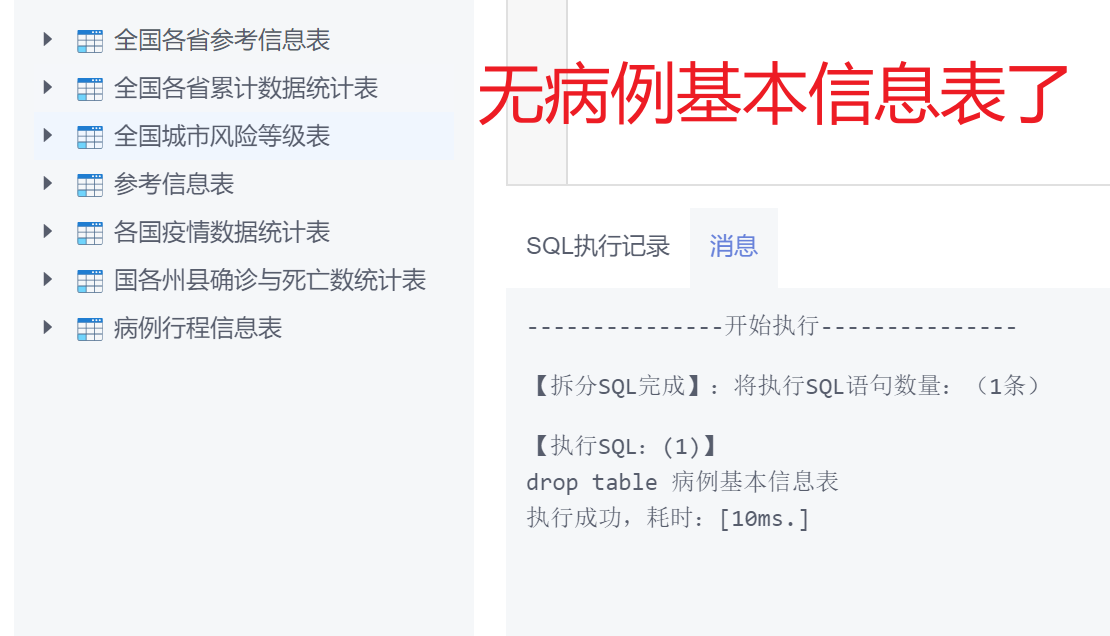 全国各省参考信息表
全国各省累计数据统计表
全国城市风险等级表
参考信息表
各国疫情数据统计表
国各州县确诊与死亡数统计表
病例行程信息表
无病例基本信息表了
SQL执行记录 消息
---------------开始执行---------------
【拆分SQL完成】：将执行SQL语句数量：（1条）
【执行SQL：(1)】
drop table 病例基本信息表
执行成功，耗时：[10ms.]